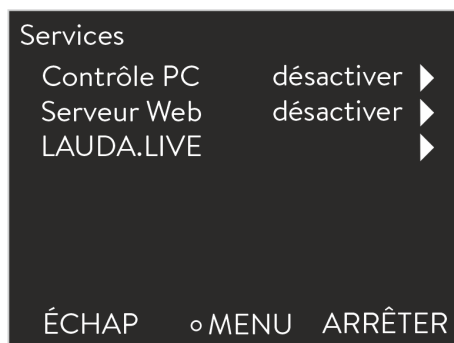 Services
Contrôle PC désactiver ▶
Serveur Web désactiver ▶
LAUDA.LIVE ▶
ÉCHAP ○ MENU ARRÊTER